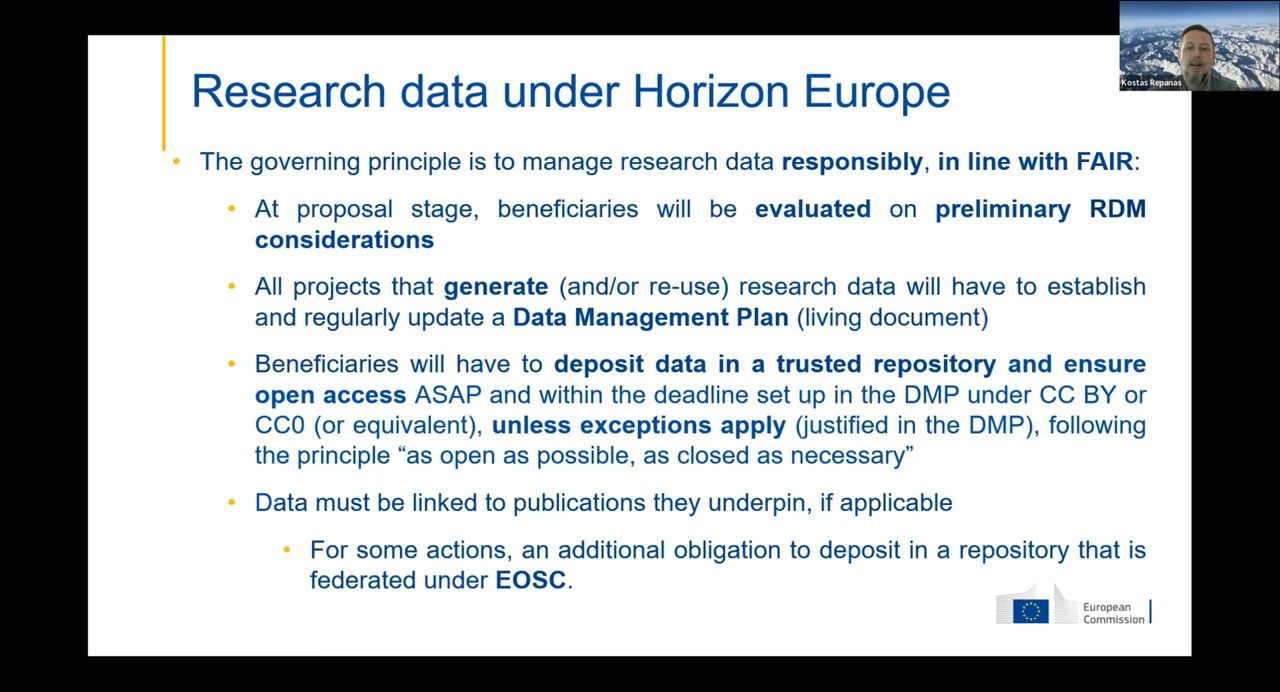 Kostas Repanas
Research data under Horizon Europe
• The governing principle is to manage research data responsibly, in line with FAIR:
• At proposal stage, beneficiaries will be evaluated on preliminary RDM
considerations
• All projects that generate (and/or re-use) research data will have to establish
and regularly update a Data Management Plan (living document)
• Beneficiaries will have to deposit data in a trusted repository and ensure
open access ASAP and within the deadline set up in the DMP under CC BY or
CC0 (or equivalent), unless exceptions apply (justified in the DMP), following
the principle “as open as possible, as closed as necessary”
• Data must be linked to publications they underpin, if applicable
• For some actions, an additional obligation to deposit in a repository that is
federated under EOSC.
European
Commission